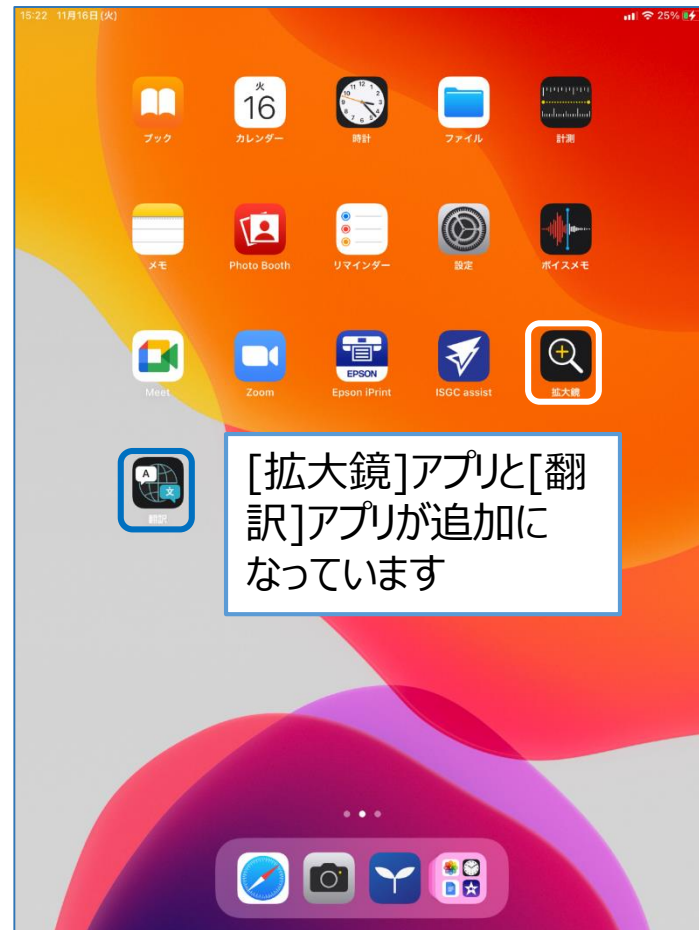 15:22 11月16日(火) 25%
火
16
12
ブック カレンダー 時計 ファイル 計測
メモ Photo Booth リマインダー 設定 ボイスメモ
EPSON
Meet Zoom Epson iPrint ISGC assist 拡大鏡
A
文
翻訳
[拡大鏡]アプリと[翻
訳]アプリが追加に
なっています